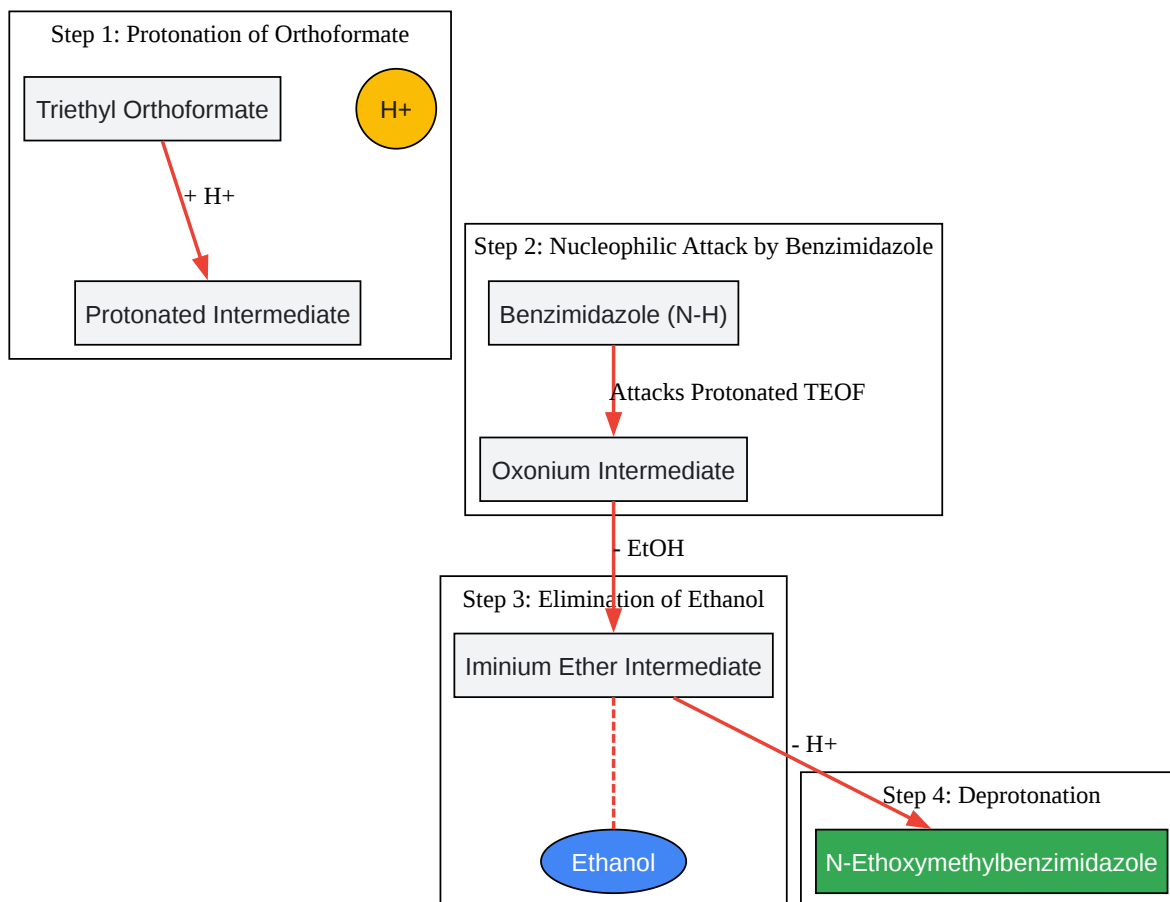 Step 1: Protonation of Orthoformate
Triethyl Orthoformate
H+
+ H+
Protonated Intermediate
Step 2: Nucleophilic Attack by Benzimidazole
Benzimidazole (N-H)
Attacks Protonated TEOF
Oxonium Intermediate
- EtOH
Step 3: Elimination of Ethanol
Iminium Ether Intermediate
- H+
Ethanol
Step 4: Deprotonation
N-Ethoxymethylbenzimidazole